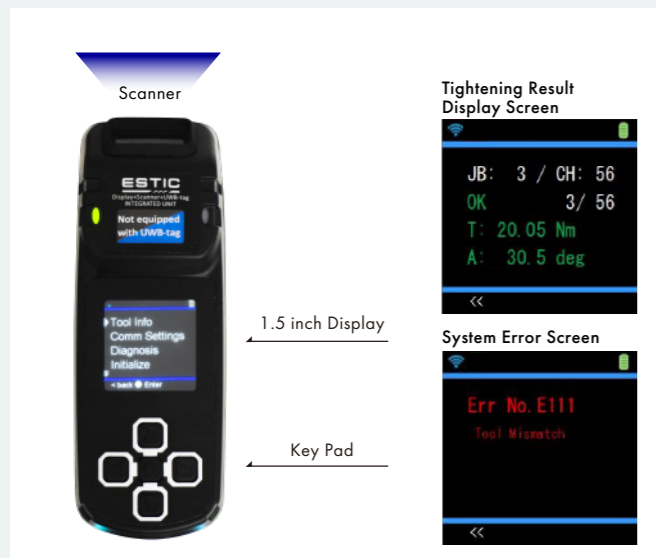 Scanner
ESTIC
Display+Scanner+UWB-tag
INTEGRATED UNIT
Not equipped
with UWB-tag
Tool Info
Comm Settings
Diagnosis
Initialize
< back Enter
1.5 inch Display
Key Pad
Tightening Result
Display Screen
JB: 3 / CH: 56
OK 3/ 56
T: 20.05 Nm
A: 30.5 deg
<<
System Error Screen
Err No. E111
Tool Mismatch
<<